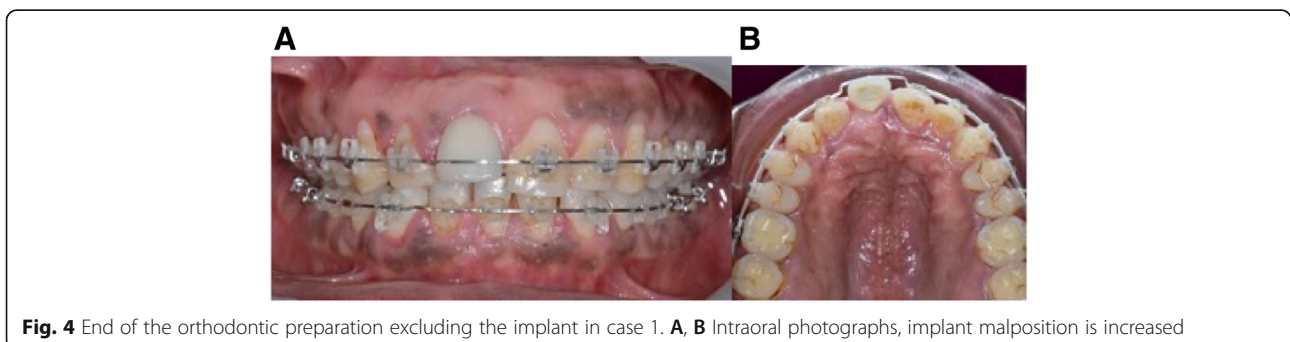 A
B
Fig. 4 End of the orthodontic preparation excluding the implant in case 1. A, B Intraoral photographs, implant malposition is increased